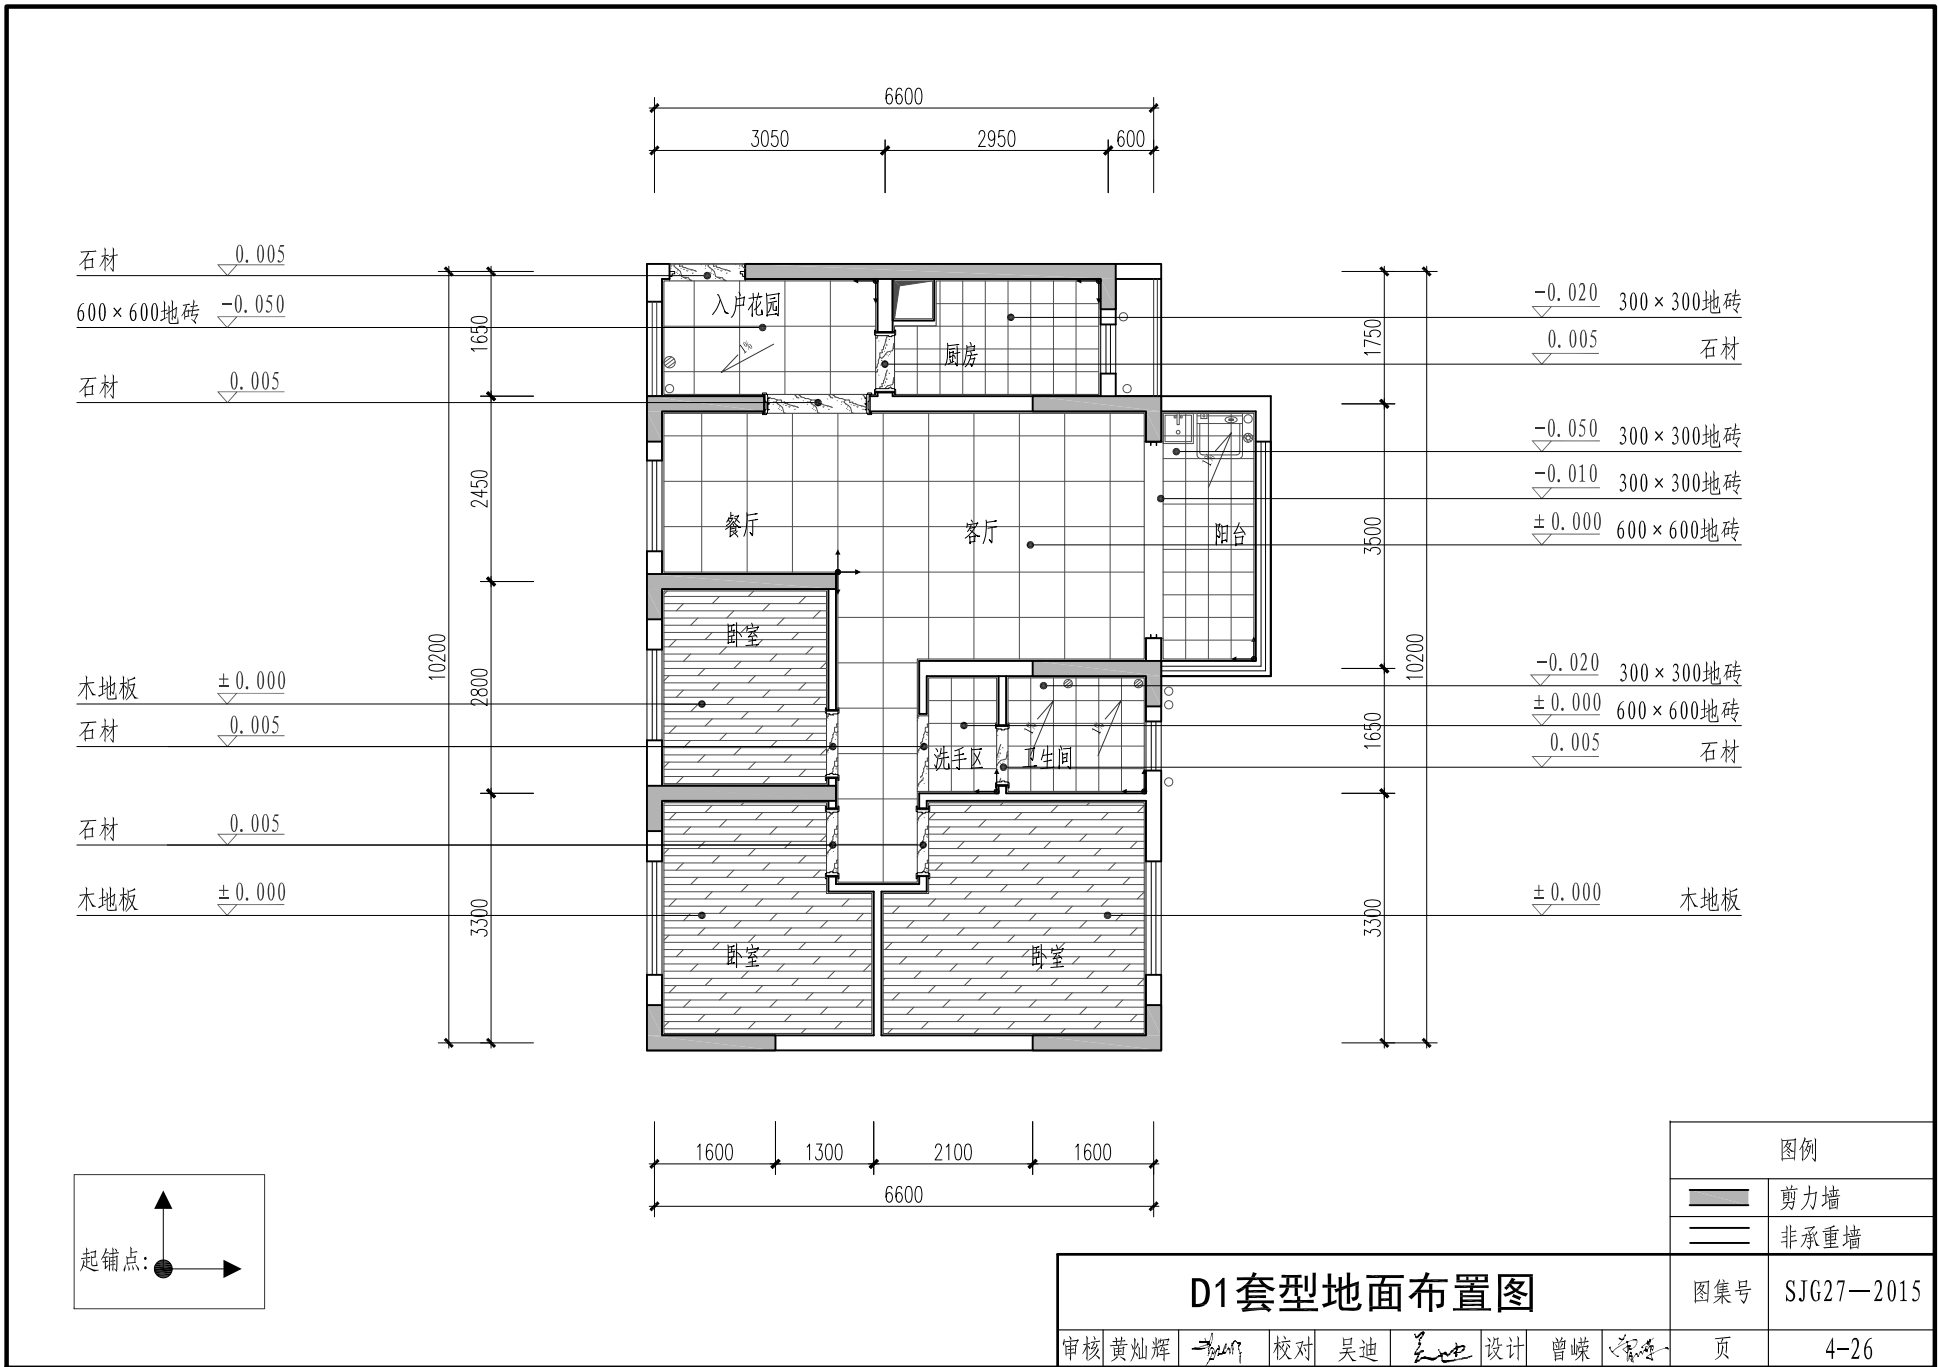 6600
3050 2950 600
石材 0.005
600×600地砖 -0.050
石材 0.005
木地板 ±0.000
石材 0.005
石材 0.005
木地板 ±0.000
1650
2450
2800
3300
10200
入户花园
1%
厨房
餐厅
客厅
阳台
1%
卧室
洗手区
卫生间
1%
1%
卧室
卧室
-0.020 300×300地砖
0.005 石材
-0.050 300×300地砖
-0.010 300×300地砖
±0.000 600×600地砖
-0.020 300×300地砖
±0.000 600×600地砖
0.005 石材
±0.000 木地板
1750
3500
1650
3300
10200
1600 1300 2100 1600
6600
起铺点:
图例
剪力墙
非承重墙
D1套型地面布置图
图集号 SJG27—2015
审核 黄灿辉 校对 吴迪 吴迪 设计 曾嵘 页 4-26